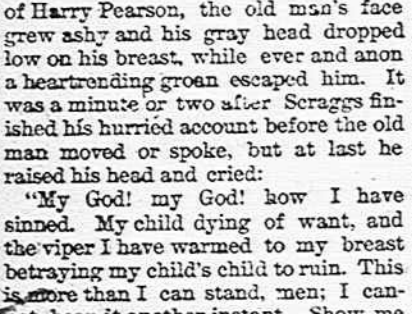 of Harry Pearson, the old man's face
grew ashy and his gray head dropped
low on his breast, while ever and anon
a heartrending groan escaped him. It
was a minute or two after Scraggs fin-
ished his hurried account before the old
man moved or spoke, but at last he
raised his head and cried:
"My God! my God! how I have
sinned. My child dying of want, and
the viper I have warmed to my breast
betraying my child's child to ruin. This
is more than I can stand, men; I can-
another instant. Show me